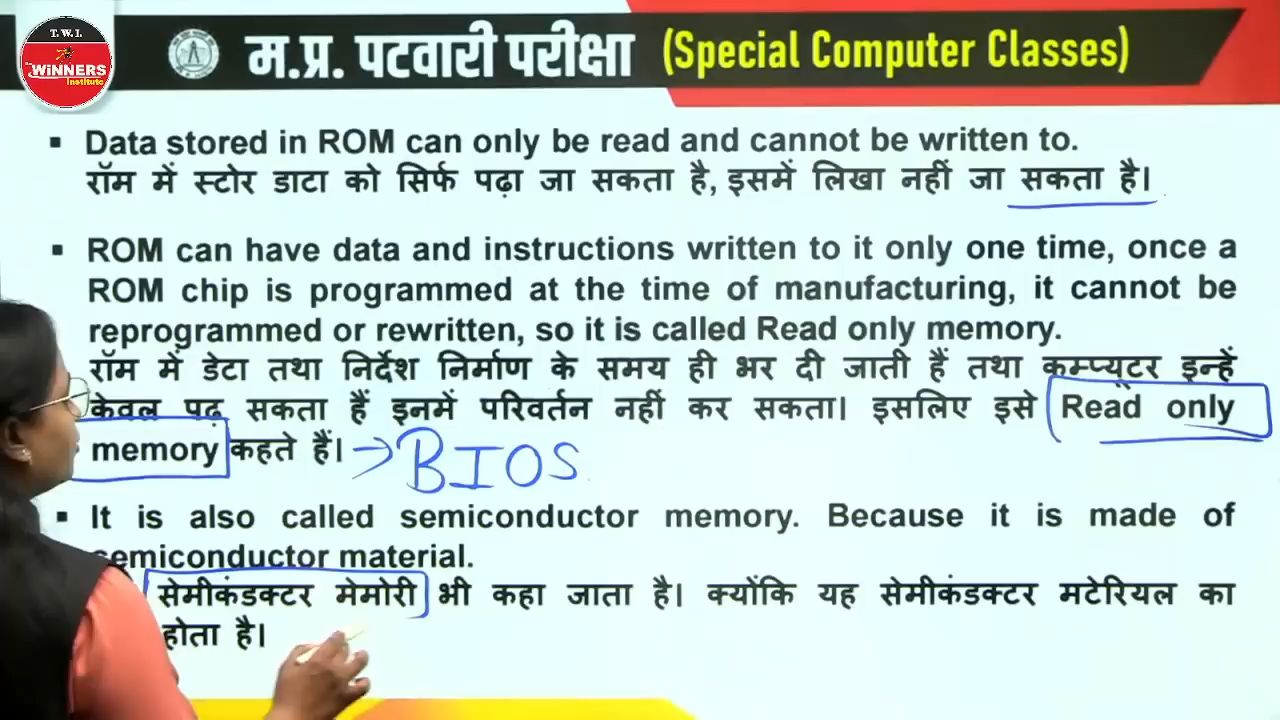 T.W.I.
WINNERS
institute
म.प्र. पटवारी परीक्षा (Special Computer Classes)
▪ Data stored in ROM can only be read and cannot be written to.
रॉम में स्टोर डाटा को सिर्फ पढ़ा जा सकता है, इसमें लिखा नहीं जा सकता है।
▪ ROM can have data and instructions written to it only one time, once a
ROM chip is programmed at the time of manufacturing, it cannot be
reprogrammed or rewritten, so it is called Read only memory.
रॉम में डेटा तथा निर्देश निर्माण के समय ही भर दी जाती हैं तथा कम्प्यूटर इन्हें
केवल पढ़ सकता हैं इनमें परिवर्तन नहीं कर सकता। इसलिए इसे Read only
memory कहते हैं। → BIOS
▪ It is also called semiconductor memory. Because it is made of
semiconductor material.
सेमीकंडक्टर मेमोरी भी कहा जाता है। क्योंकि यह सेमीकंडक्टर मटेरियल का
होता है।